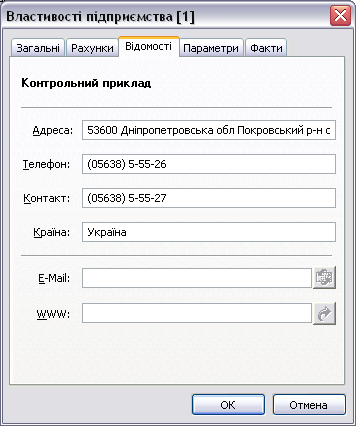 Властивості підприємства [1]
Загальні Рахунки Відомості Параметри Факти
Контрольний приклад
Адреса: 53600 Дніпропетровська обл Покровський р-н с
Телефон: (05638) 5-55-26
Контакт: (05638) 5-55-27
Країна: Україна
E-Mail:
WWW:
OK Отмена